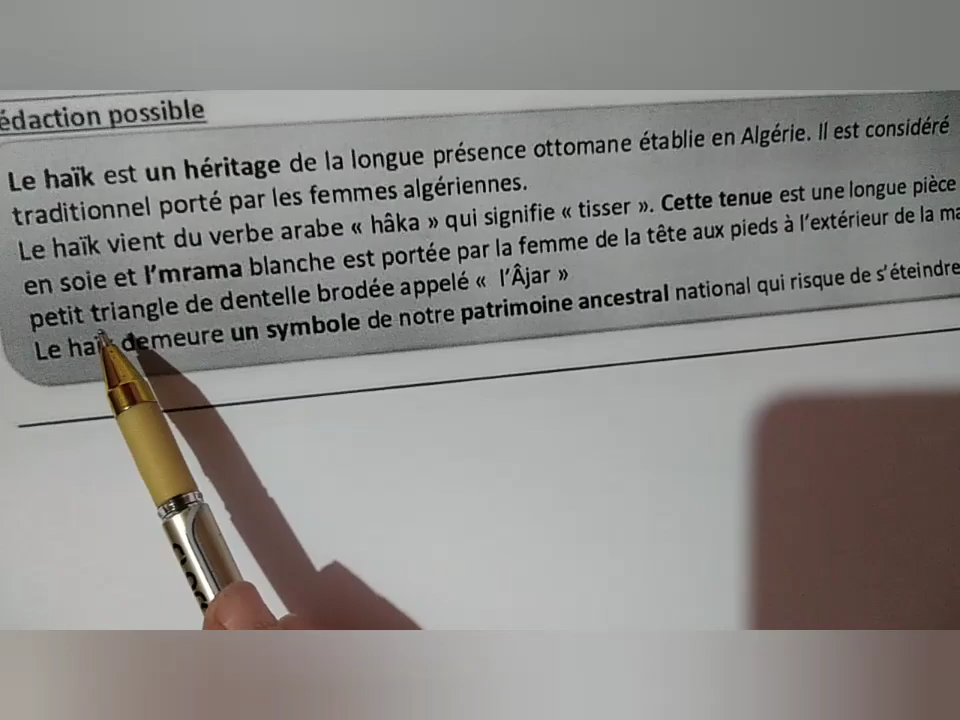 édaction possible
Le haïk est un héritage de la longue présence ottomane établie en Algérie. Il est considéré
traditionnel porté par les femmes algériennes.
Le haïk vient du verbe arabe « hâka » qui signifie « tisser ». Cette tenue est une longue pièce
en soie et l'mrama blanche est portée par la femme de la tête aux pieds à l'extérieur de la ma
petit triangle de dentelle brodée appelé « l'Âjar »
Le haïk demeure un symbole de notre patrimoine ancestral national qui risque de s'éteindre